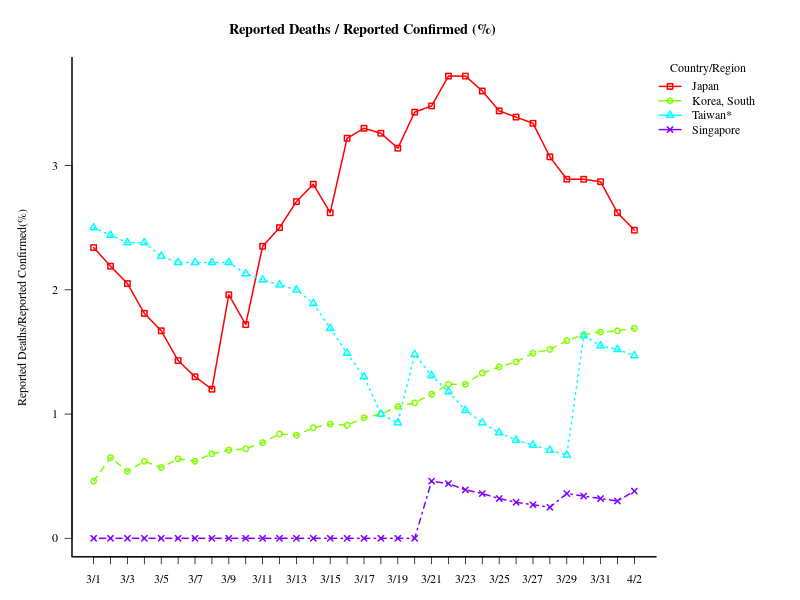 Reported Deaths / Reported Confirmed (%)
Country/Region
Japan
Korea, South
Taiwan*
Singapore
Reported Deaths/Reported Confirmed(%)
3
2
1
0
3/1 3/3 3/5 3/7 3/9 3/11 3/13 3/15 3/17 3/19 3/21 3/23 3/25 3/27 3/29 3/31 4/2